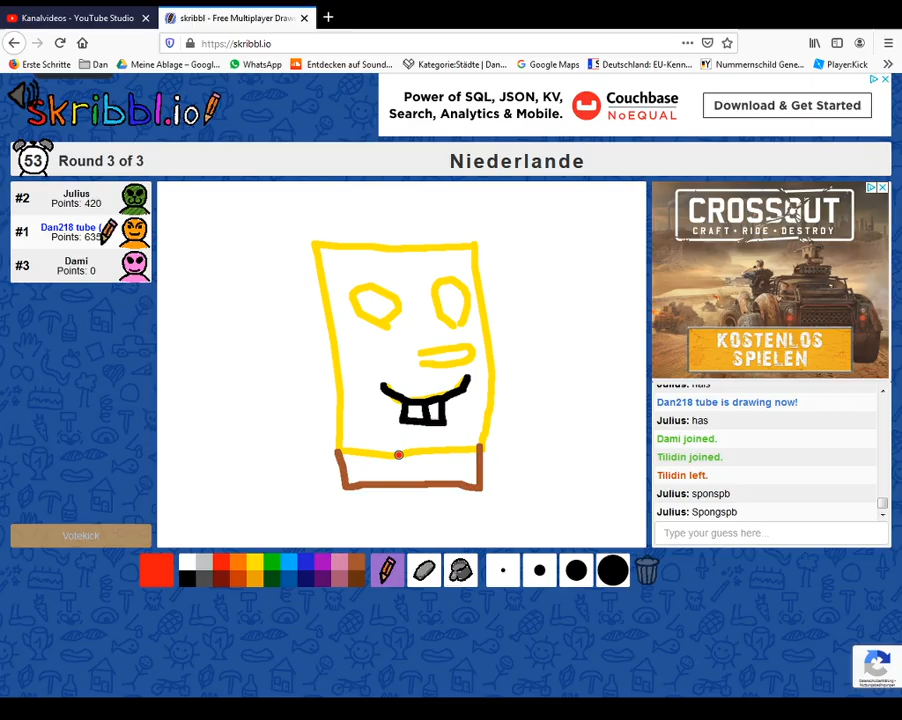 Kanalvideos - YouTube Studio
skribbl - Free Multiplayer Draw
https://skribbl.io
Erste Schritte
Dan
Meine Ablage – Googl...
WhatsApp
Entdecken auf Sound...
Kategorie:Städte | Dan...
Google Maps
Deutschland: EU-Kenn...
Nummernschild Gene...
Player:Kick
skribbl.io
Power of SQL, JSON, KV,
Search, Analytics & Mobile.
Couchbase
NoEQUAL
Download & Get Started
53
Round 3 of 3
Niederlande
#2
Julius
Points: 420
#1
Dan218 tube (
Points: 635
#3
Dami
Points: 0
Votekick
CROSSOUT
CRAFT • RIDE • DESTROY
KOSTENLOS
SPIELEN
Dan218 tube is drawing now!
Julius: has
Dami joined.
Tilidin joined.
Tilidin left.
Julius: sponspb
Julius: Spongspb
Type your guess here...